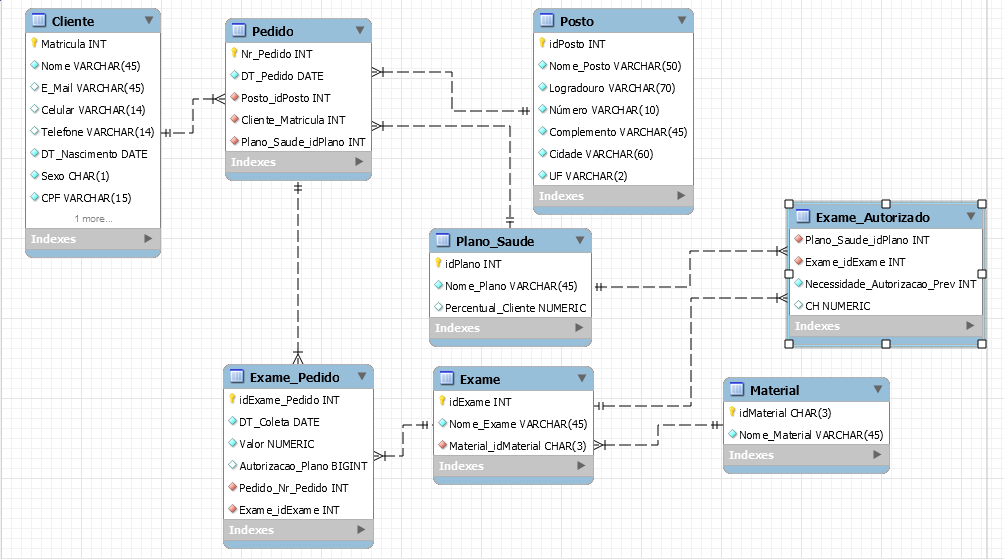 Cliente
Matricula INT
Nome VARCHAR(45)
E_Mail VARCHAR(45)
Celular VARCHAR(14)
Telefone VARCHAR(14)
DT_Nascimento DATE
Sexo CHAR(1)
CPF VARCHAR(15)
1 more...
Indexes
Pedido
Nr_Pedido INT
DT_Pedido DATE
Posto_idPosto INT
Cliente_Matricula INT
Plano_Saude_idPlano INT
Indexes
Posto
idPosto INT
Nome_Posto VARCHAR(50)
Logradouro VARCHAR(70)
Número VARCHAR(10)
Complemento VARCHAR(45)
Cidade VARCHAR(60)
UF VARCHAR(2)
Indexes
Plano_Saude
idPlano INT
Nome_Plano VARCHAR(45)
Percentual_Cliente NUMERIC
Indexes
Exame_Autorizado
Plano_Saude_idPlano INT
Exame_idExame INT
Necessidade_Autorizacao_Prev INT
CH NUMERIC
Indexes
Exame_Pedido
idExame_Pedido INT
DT_Coleta DATE
Valor NUMERIC
Autorizacao_Plano BIGINT
Pedido_Nr_Pedido INT
Exame_idExame INT
Indexes
Exame
idExame INT
Nome_Exame VARCHAR(45)
Material_idMaterial CHAR(3)
Indexes
Material
idMaterial CHAR(3)
Nome_Material VARCHAR(45)
Indexes